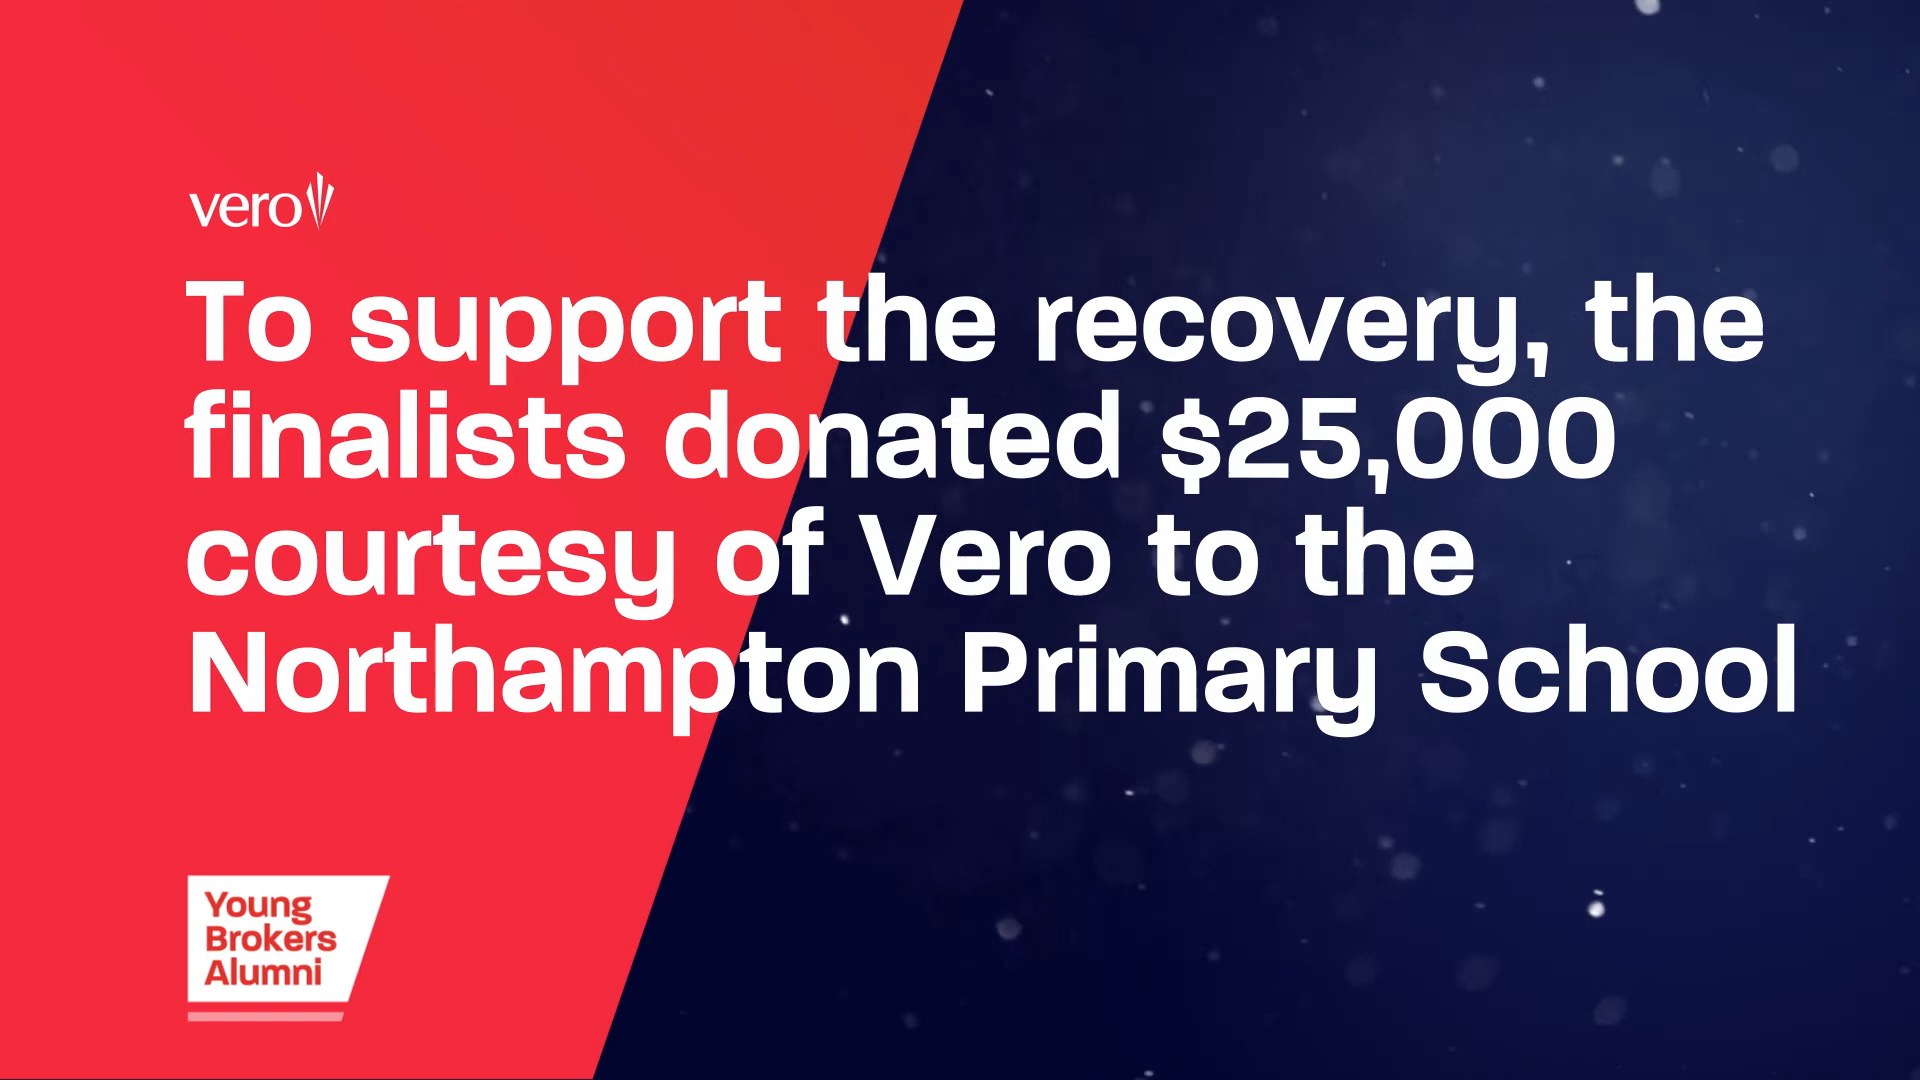 vero
To support the recovery, the
finalists donated $25,000
courtesy of Vero to the
Northampton Primary School
Young
Brokers
Alumni